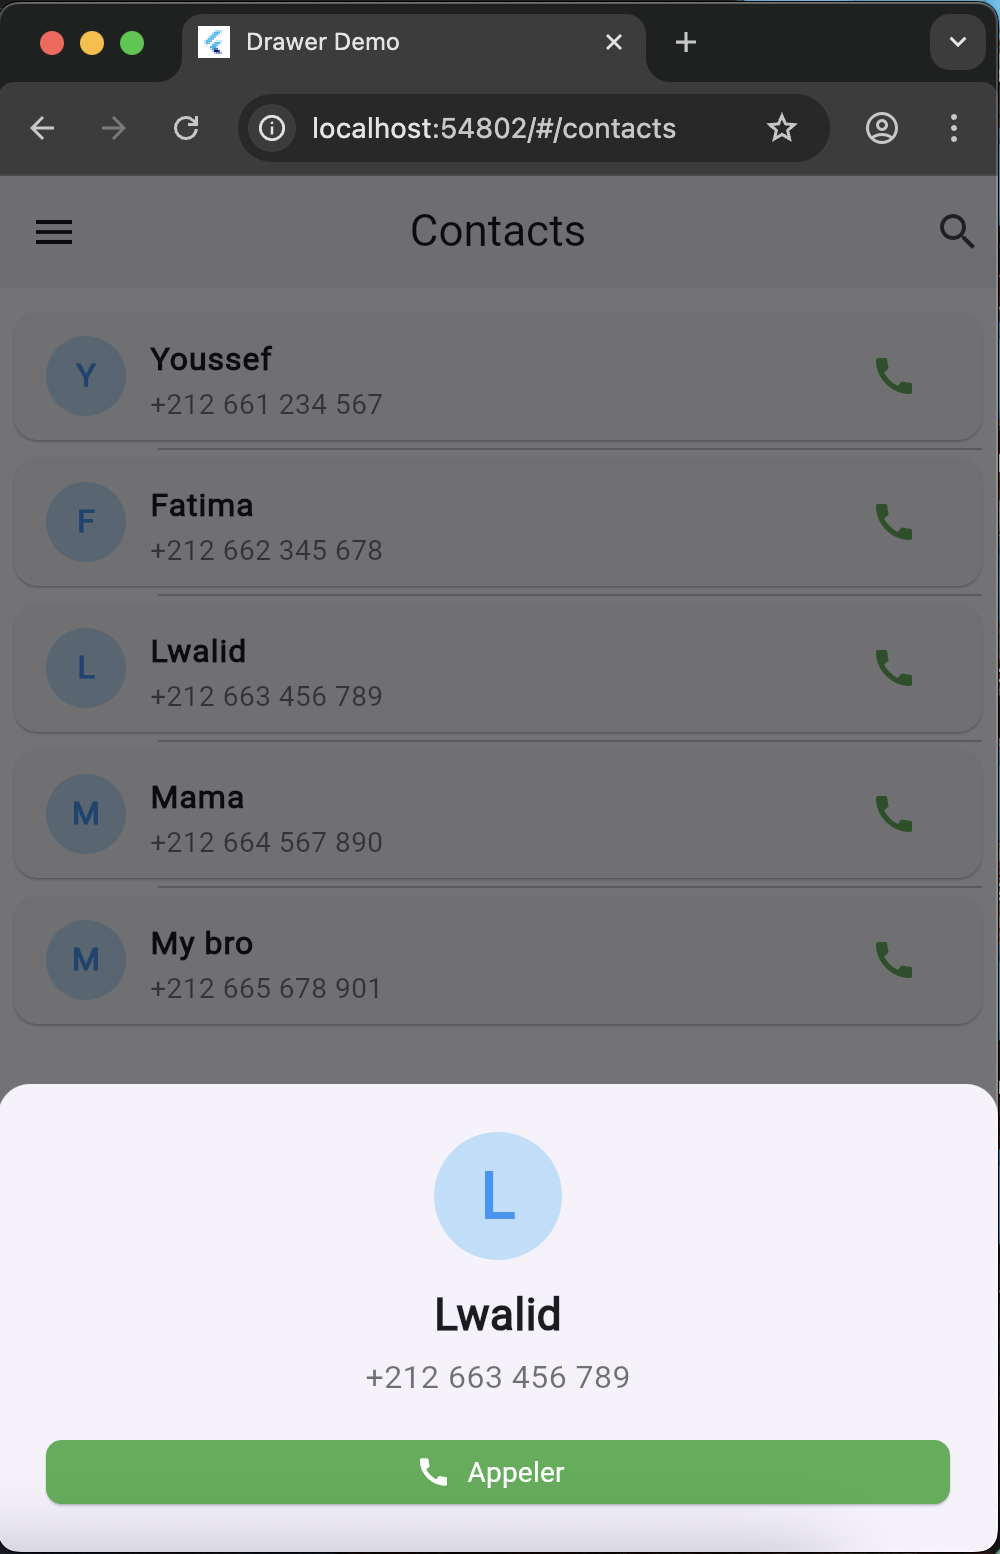 Drawer Demo
localhost:54802/#/contacts
Contacts
Y
Youssef
+212 661 234 567
F
Fatima
+212 662 345 678
L
Lwalid
+212 663 456 789
M
Mama
+212 664 567 890
M
My bro
+212 665 678 901
L
Lwalid
+212 663 456 789
Appeler